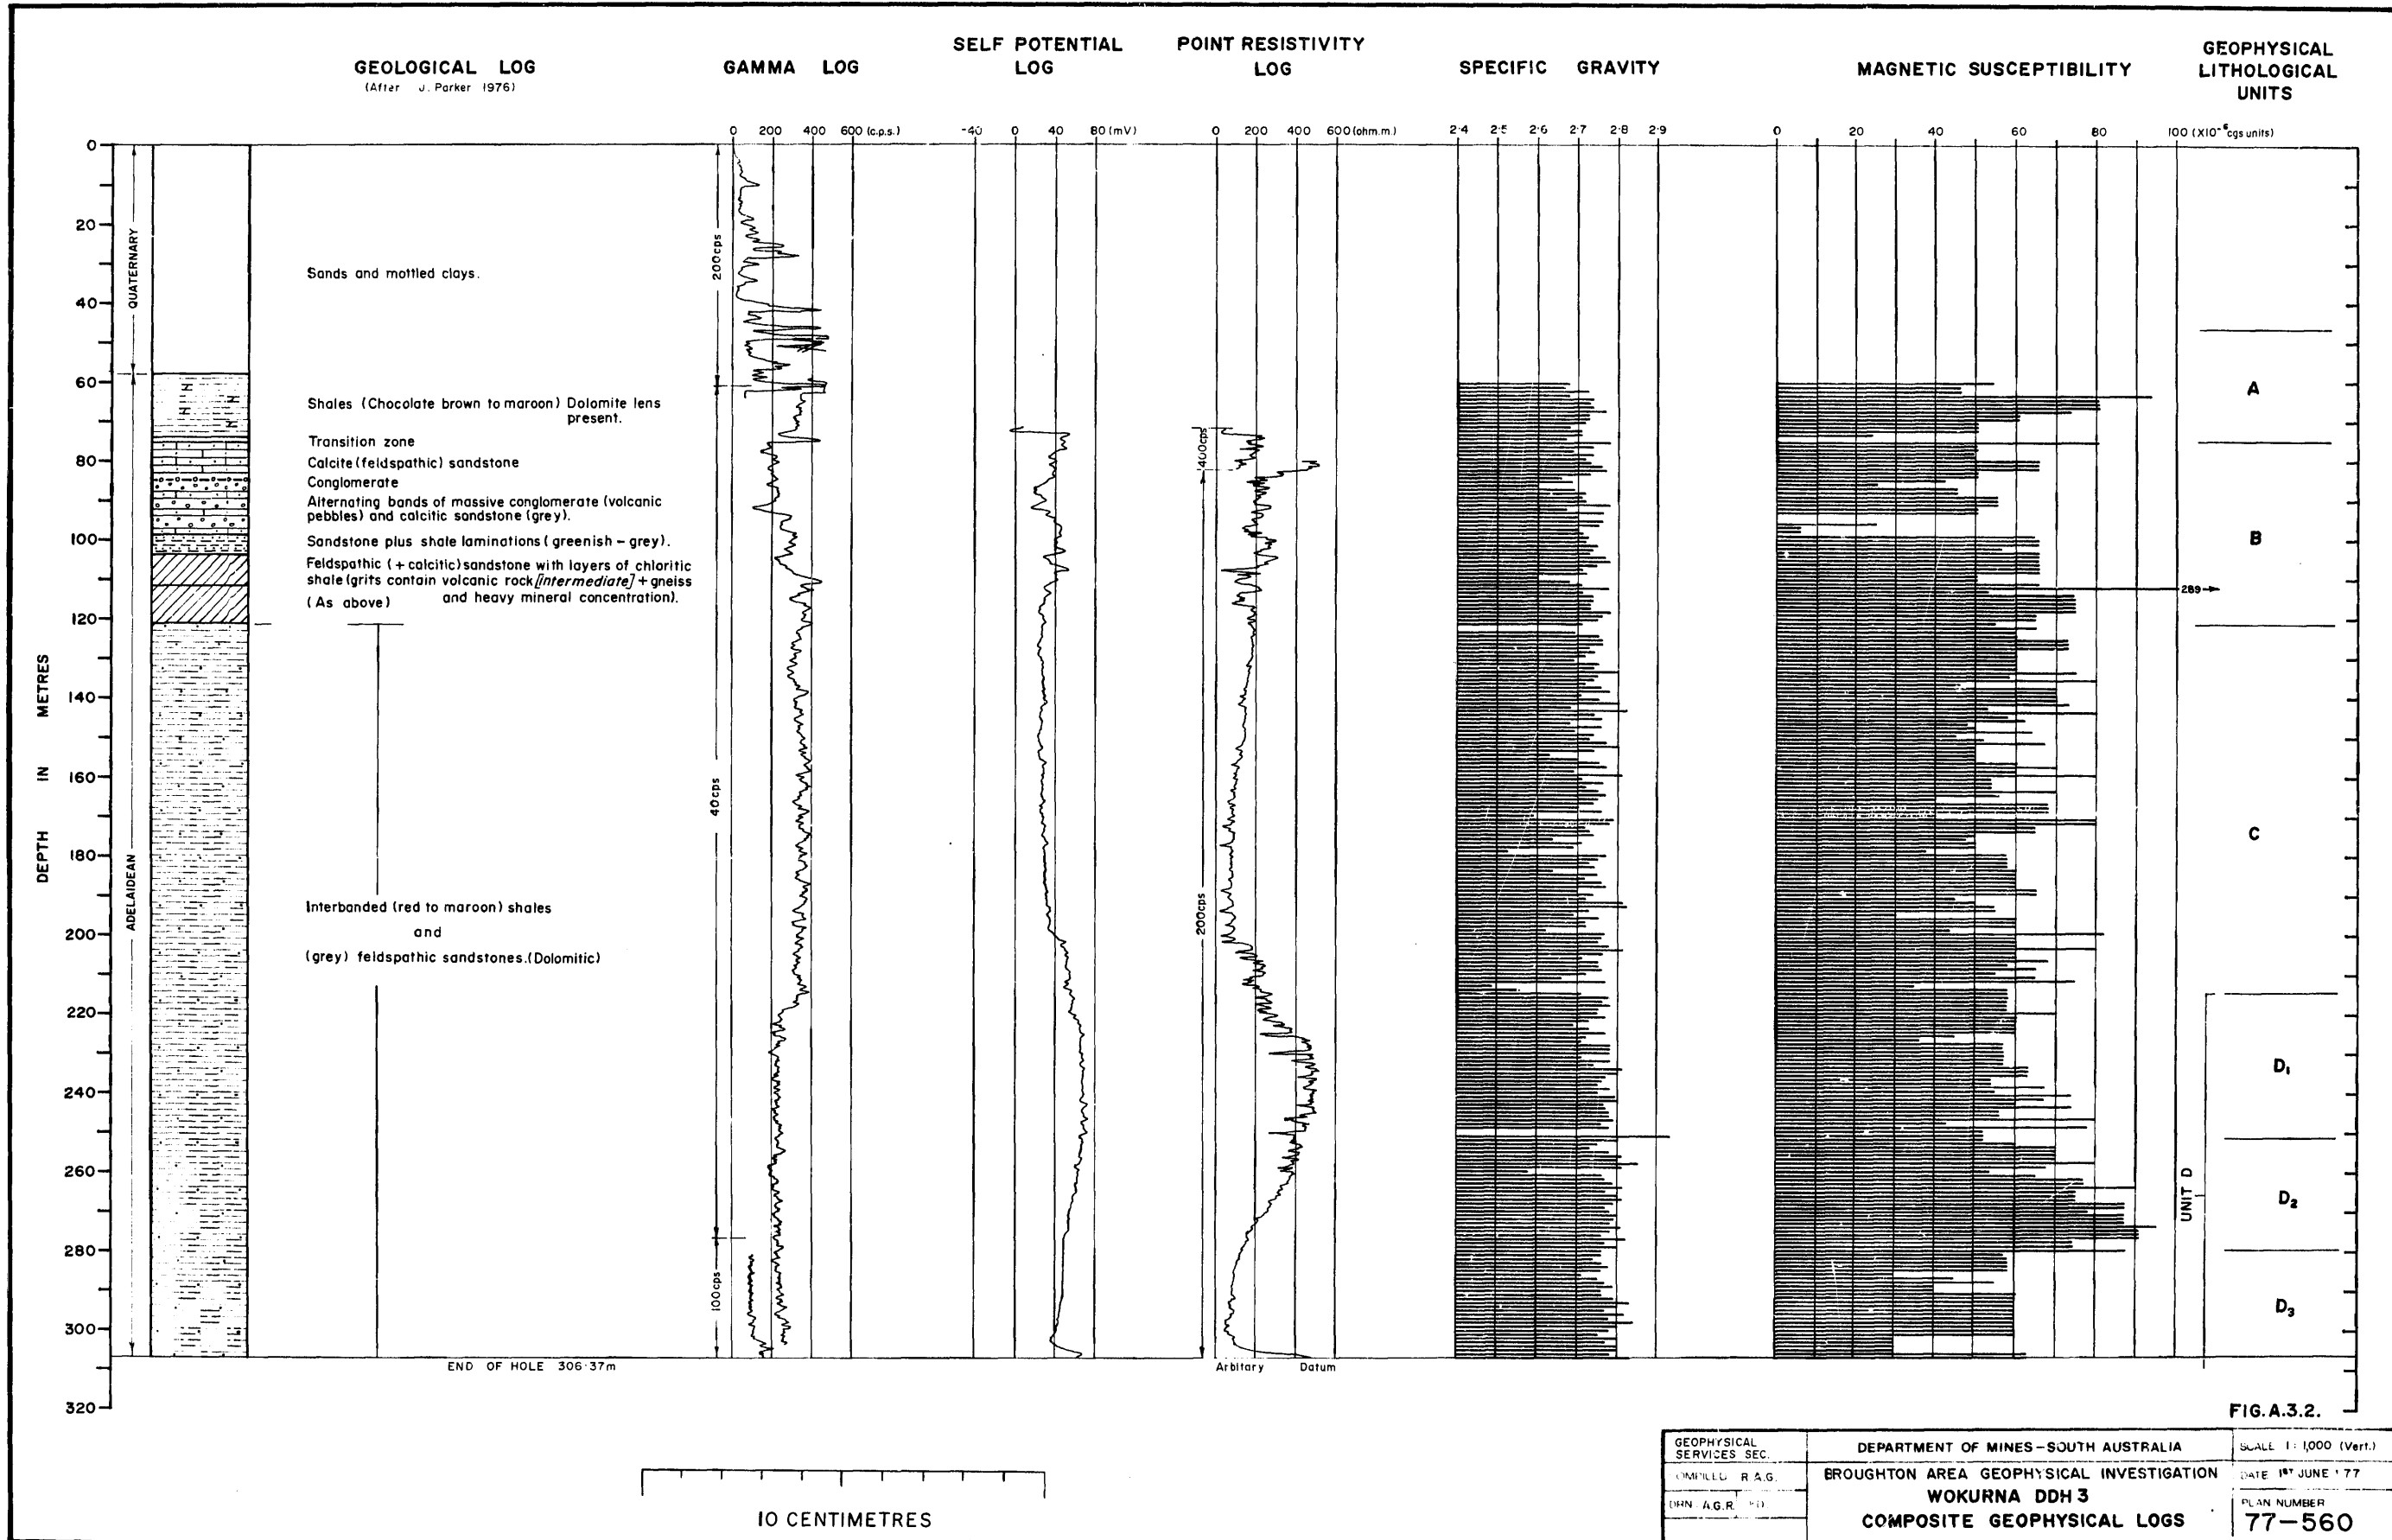 GEOLOGICAL LOG
(After J. Parker 1976)
GAMMA LOG
SELF POTENTIAL
LOG
POINT RESISTIVITY
LOG
SPECIFIC GRAVITY
MAGNETIC SUSCEPTIBILITY
GEOPHYSICAL
LITHOLOGICAL
UNITS
0 200 400 600 (c.p.s.)
-40 0 40 80 (mV)
0 200 400 600 (ohm.m.)
2·4 2·5 2·6 2·7 2·8 2·9
0 20 40 60 80 100 (X10⁻⁶ cgs units)
DEPTH IN METRES
0
20
40
60
80
100
120
140
160
180
200
220
240
260
280
300
320
QUATERNARY
ADELAIDEAN
Sands and mottled clays.
Shales (Chocolate brown to maroon) Dolomite lens
present.
Transition zone
Calcite (feldspathic) sandstone
Conglomerate
Alternating bands of massive conglomerate (volcanic
pebbles) and calcitic sandstone (grey).
Sandstone plus shale laminations (greenish - grey).
Feldspathic (+ calcitic) sandstone with layers of chloritic
shale (grits contain volcanic rock [intermediate] + gneiss
(As above) and heavy mineral concentration).
Interbanded (red to maroon) shales
and
(grey) feldspathic sandstones. (Dolomitic)
END OF HOLE 306·37m
200cps
40cps
100cps
400cps
200cps
Arbitary Datum
289
A
B
C
D₁
D₂
D₃
UNIT D
FIG. A.3.2.
10 CENTIMETRES
GEOPHYSICAL
SERVICES SEC.
COMPILED R.A.G.
DRN. A.G.R.
DEPARTMENT OF MINES - SOUTH AUSTRALIA
BROUGHTON AREA GEOPHYSICAL INVESTIGATION
WOKURNA DDH 3
COMPOSITE GEOPHYSICAL LOGS
SCALE 1: 1,000 (Vert.)
DATE 1ST JUNE '77
PLAN NUMBER
77-560